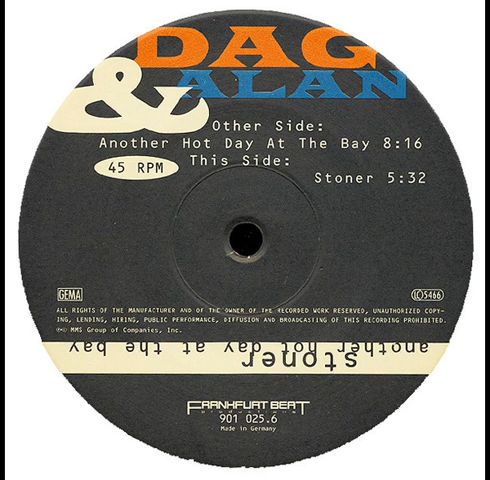 DAG
& ALAN
Other Side:
Another Hot Day At The Bay 8:16
This Side:
45 RPM
Stoner 5:32
GEMA
LC 5466
ALL RIGHTS OF THE MANUFACTURER AND OF THE OWNER OF THE RECORDED WORK RESERVED, UNAUTHORIZED COPY-
ING, LENDING, HIRING, PUBLIC PERFORMANCE, DIFFUSION AND BROADCASTING OF THIS RECORDING PROHIBITED.
℗+© MMS Group of Companies, Inc.
another hot day at the bay
stoner
FRANKFURT BEAT
productions
901 025.6
Made in Germany